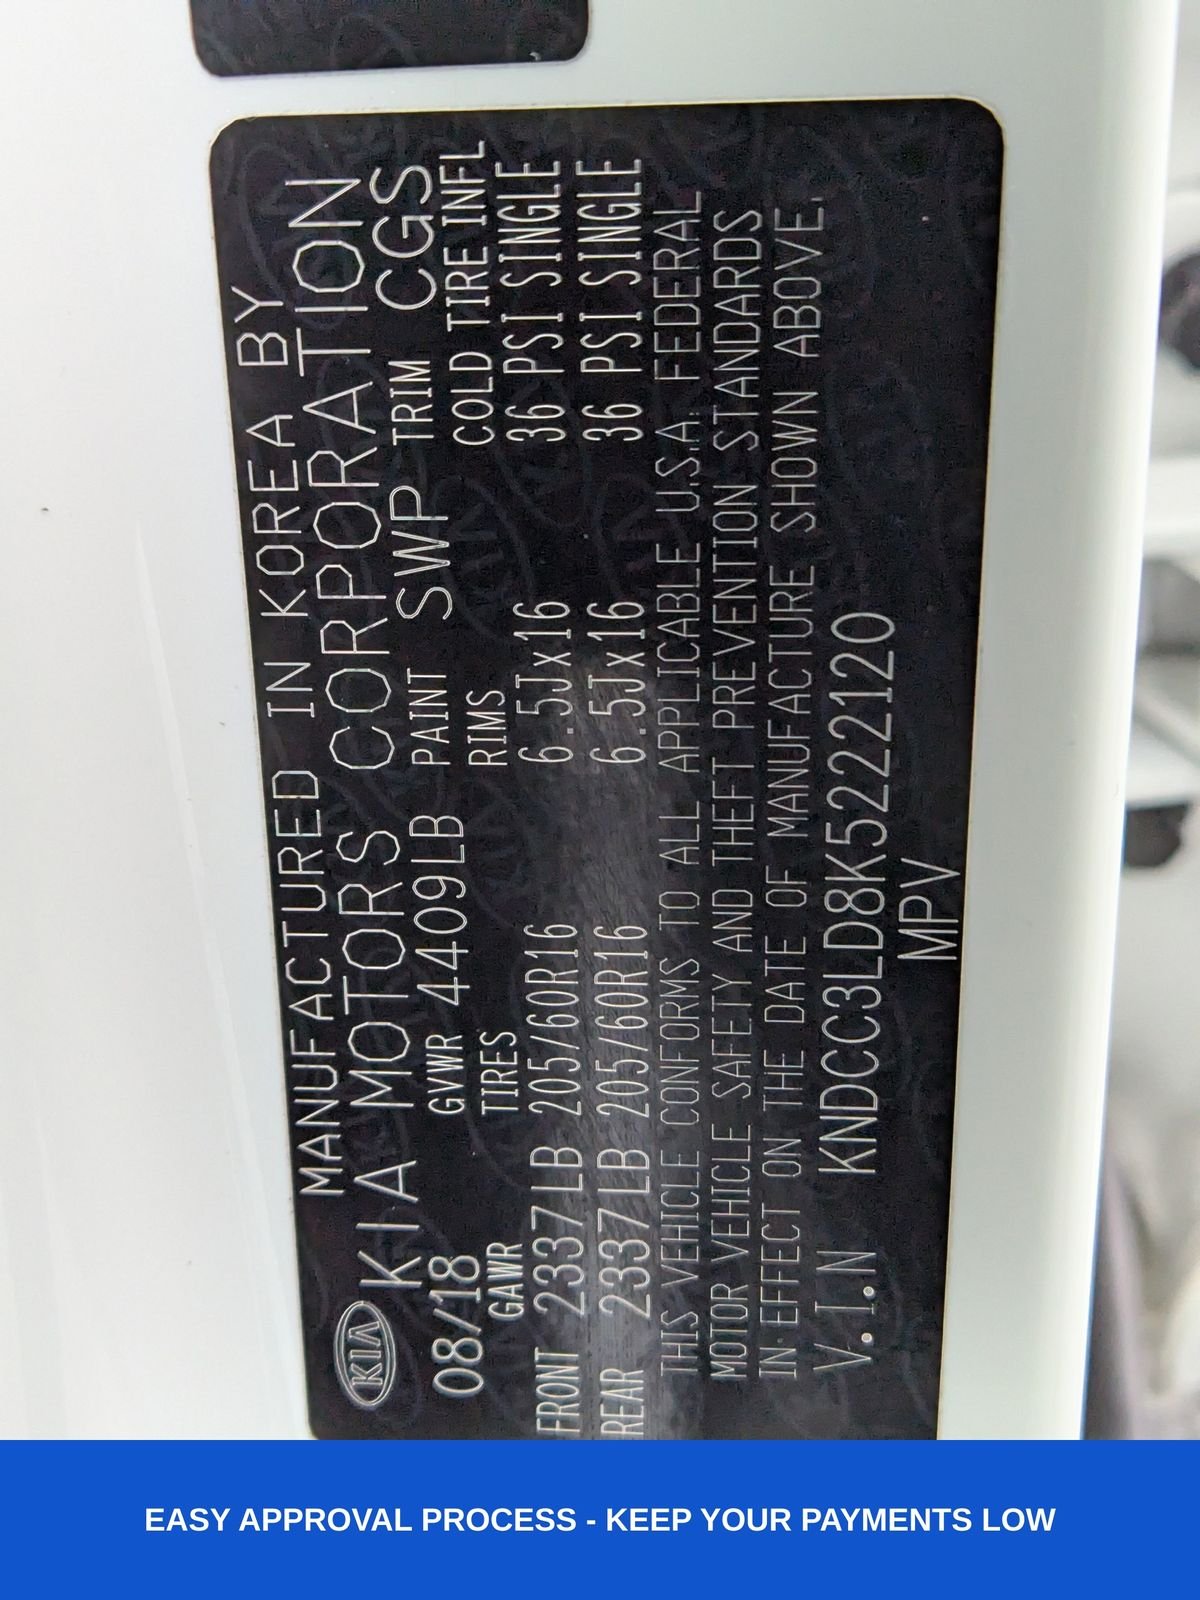 MANUFACTURED IN KOREA BY
KIA KIA MOTORS CORPORATION
08/18 GVWR 4409LB PAINT SWP TRIM CGS
GAWR TIRES RIMS COLD TIRE INFL
FRONT 2337LB 205/60R16 6.5Jx16 36 PSI SINGLE
REAR 2337LB 205/60R16 6.5Jx16 36 PSI SINGLE
THIS VEHICLE CONFORMS TO ALL APPLICABLE U.S.A. FEDERAL
MOTOR VEHICLE SAFETY AND THEFT PREVENTION STANDARDS
IN EFFECT ON THE DATE OF MANUFACTURE SHOWN ABOVE.
V.I.N KNDCC3LD8K5222120
MPV
EASY APPROVAL PROCESS - KEEP YOUR PAYMENTS LOW